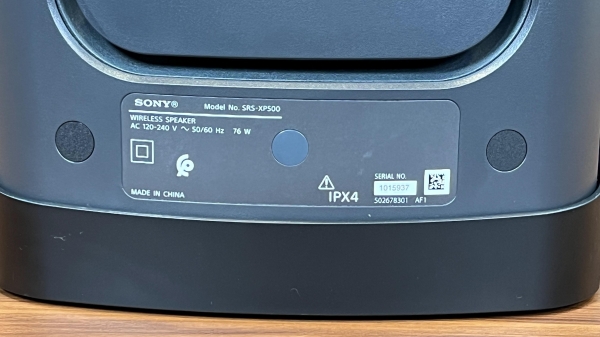 SONY®
Model No. SRS-XP500
WIRELESS SPEAKER
AC 120-240 V ～ 50/60 Hz 76 W
MADE IN CHINA
IPX4
SERIAL NO.
1015937
502678301 AF1